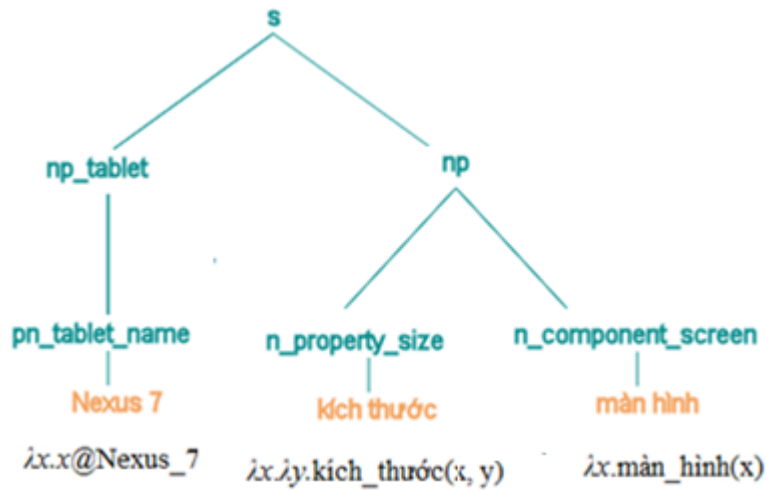 s
np_tablet
np
pn_tablet_name
n_property_size
n_component_screen
Nexus 7
kích thước
màn hình
λx.x@Nexus_7
λx.λy.kích_thước(x, y)
λx.màn_hình(x)